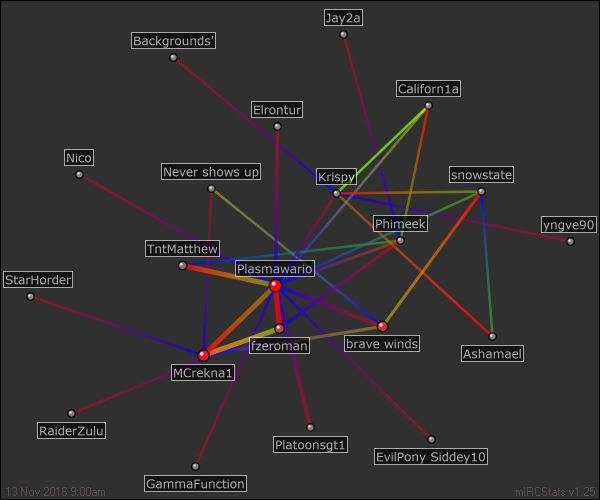 Jay2a
Backgrounds'
Californ1a
Elrontur
Nico
Never shows up
Krispy
snowstate
Phimeek
yngve90
TntMatthew
Plasmawario
StarHorder
fzeroman
brave winds
Ashamael
MCrekna1
RaiderZulu
Platoonsgt1
EvilPony Siddey10
GammaFunction
13 Nov 2016 9:00am
mIRCStats v1.25